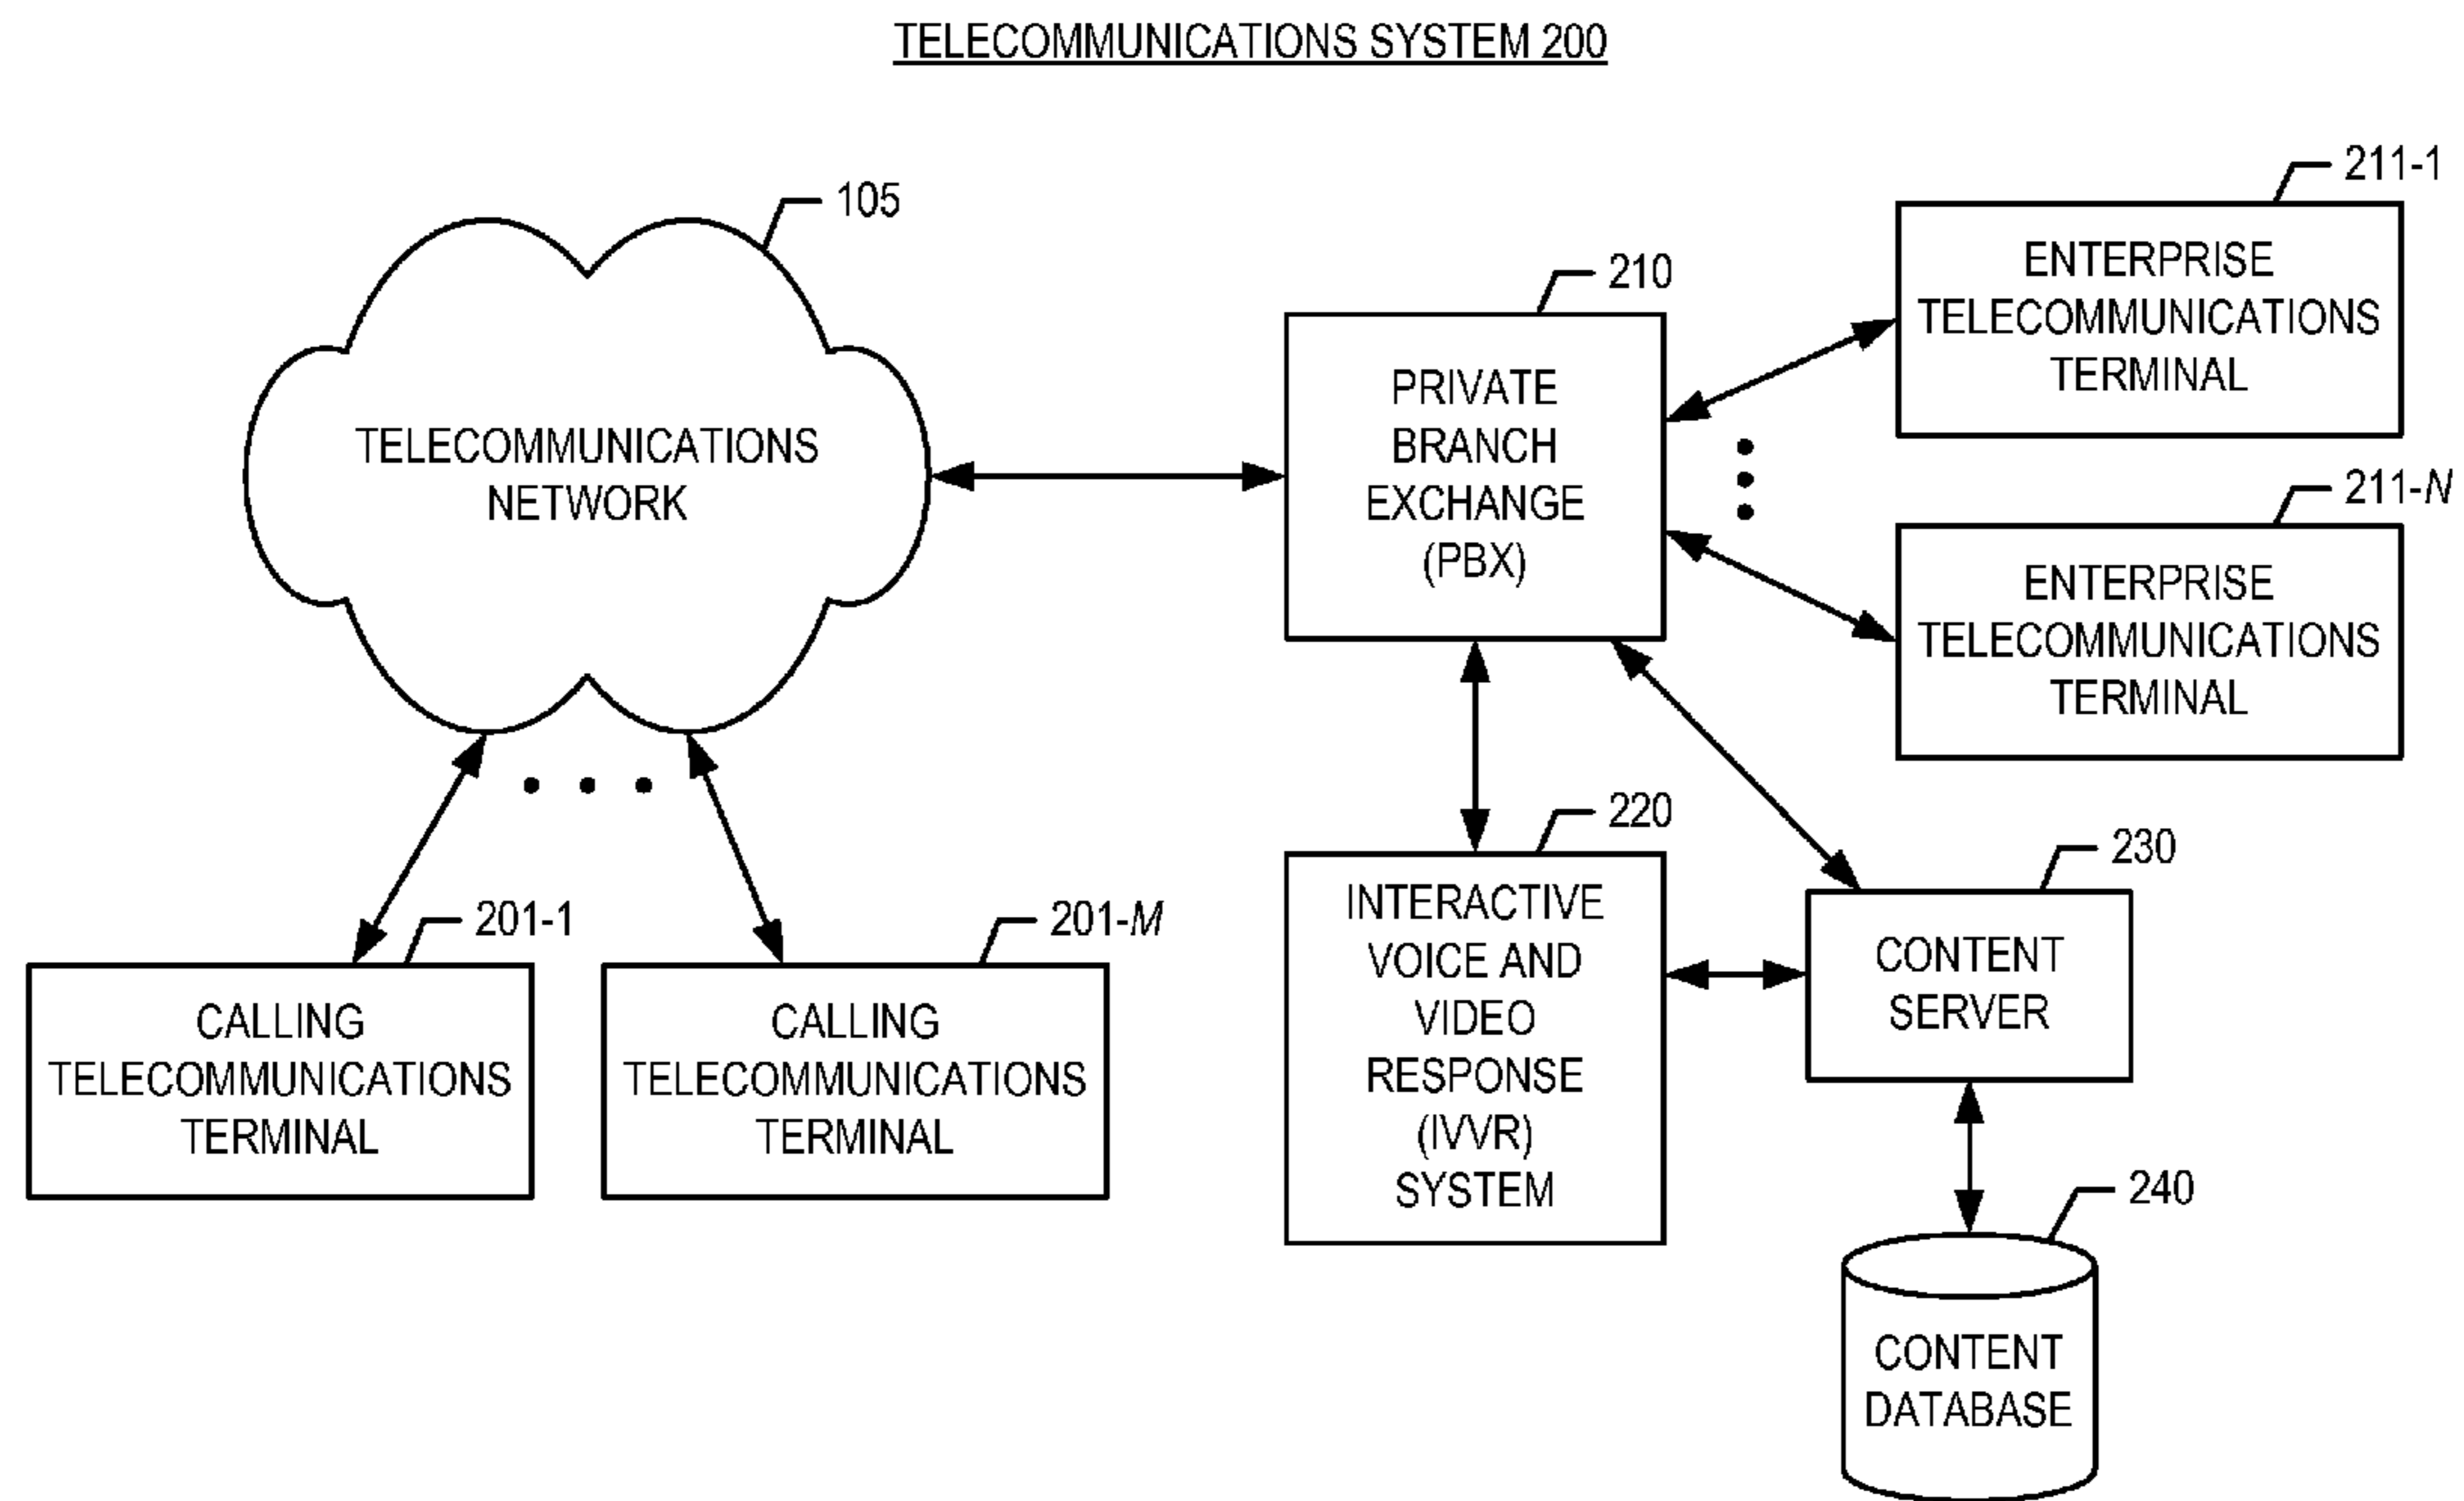 TELECOMMUNICATIONS SYSTEM 200
105
TELECOMMUNICATIONS
NETWORK
210
PRIVATE
BRANCH
EXCHANGE
(PBX)
211-1
ENTERPRISE
TELECOMMUNICATIONS
TERMINAL
211-N
ENTERPRISE
TELECOMMUNICATIONS
TERMINAL
201-1
CALLING
TELECOMMUNICATIONS
TERMINAL
201-M
CALLING
TELECOMMUNICATIONS
TERMINAL
220
INTERACTIVE
VOICE AND
VIDEO
RESPONSE
(IVVR)
SYSTEM
230
CONTENT
SERVER
240
CONTENT
DATABASE